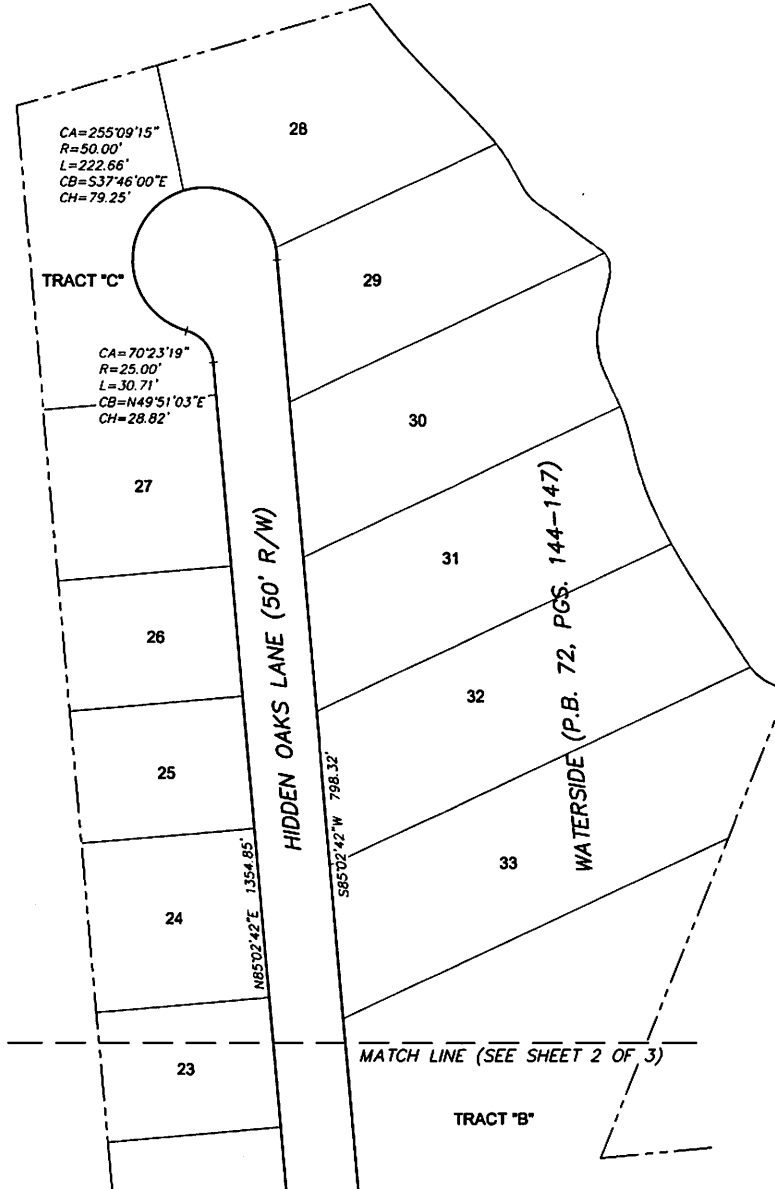 28
CA=255°09'15"
R=50.00'
L=222.66'
CB=S37°46'00"E
CH=79.25'
TRACT "C"
29
CA=70°23'19"
R=25.00'
L=30.71'
CB=N49°51'03"E
CH=28.82'
30
27
HIDDEN OAKS LANE (50' R/W)
WATERSIDE (P.B. 72, PGS. 144-147)
31
26
32
25
S85°02'42"W 798.32'
N85°02'42"E 1354.85'
33
24
MATCH LINE (SEE SHEET 2 OF 3)
23
TRACT "B"